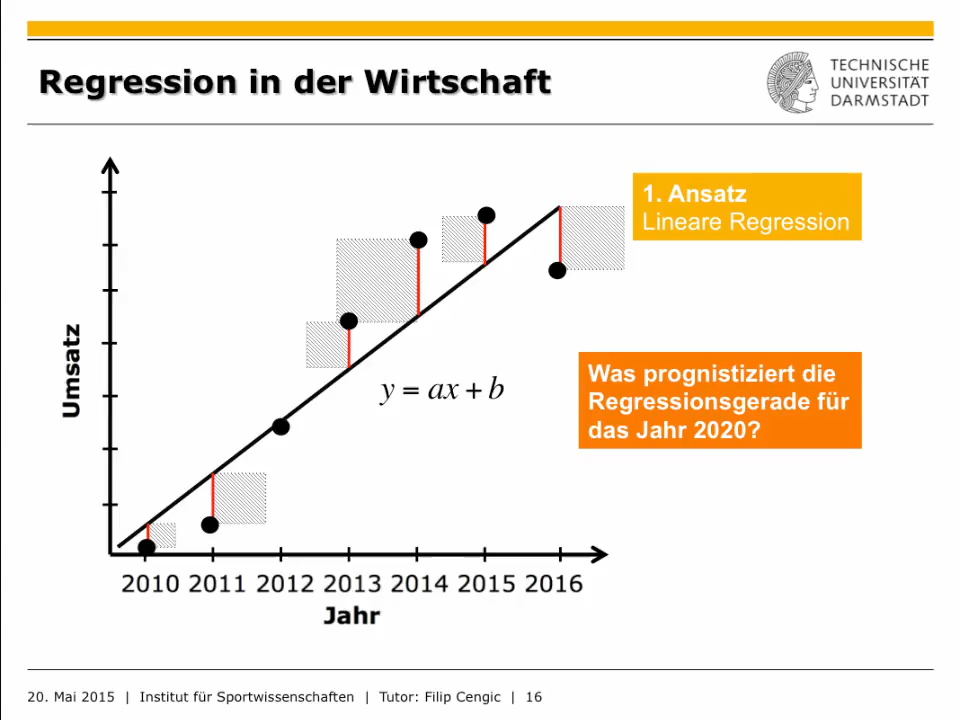 Regression in der Wirtschaft
TECHNISCHE
UNIVERSITÄT
DARMSTADT
1. Ansatz
Lineare Regression
Umsatz
y = ax + b
Was prognistiziert die
Regressionsgerade für
das Jahr 2020?
2010 2011 2012 2013 2014 2015 2016
Jahr
20. Mai 2015 | Institut für Sportwissenschaften | Tutor: Filip Cengic | 16